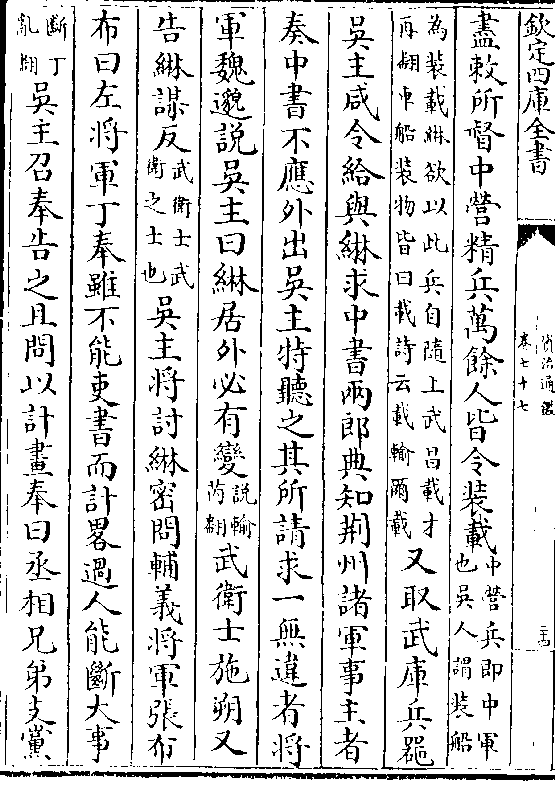 欽定四庫全書
資治通鑑
卷七十七
盡敕所督中營精兵萬餘人皆令裝載中營兵即中軍也吳人謂裝船
為裝載綝欲以此兵自隨上武昌載才再翻凡船裝物皆曰載詩云載輸爾載又取武庫兵器
吳主咸令給與綝求中書兩郎典知荆州諸軍事主者
奏中書不應外出吳主特聽之其所請求一無違者將
軍魏邈說吳主曰綝居外必有變說輸芮翻武衛士施朔又
告綝謀反武衛士武衛之士也吳主將討綝密問輔義將軍張布
布曰左將軍丁奉雖不能吏書而計畧過人能斷大事
斷丁亂翻吳主召奉告之且問以計畫奉曰丞相兄弟支黨